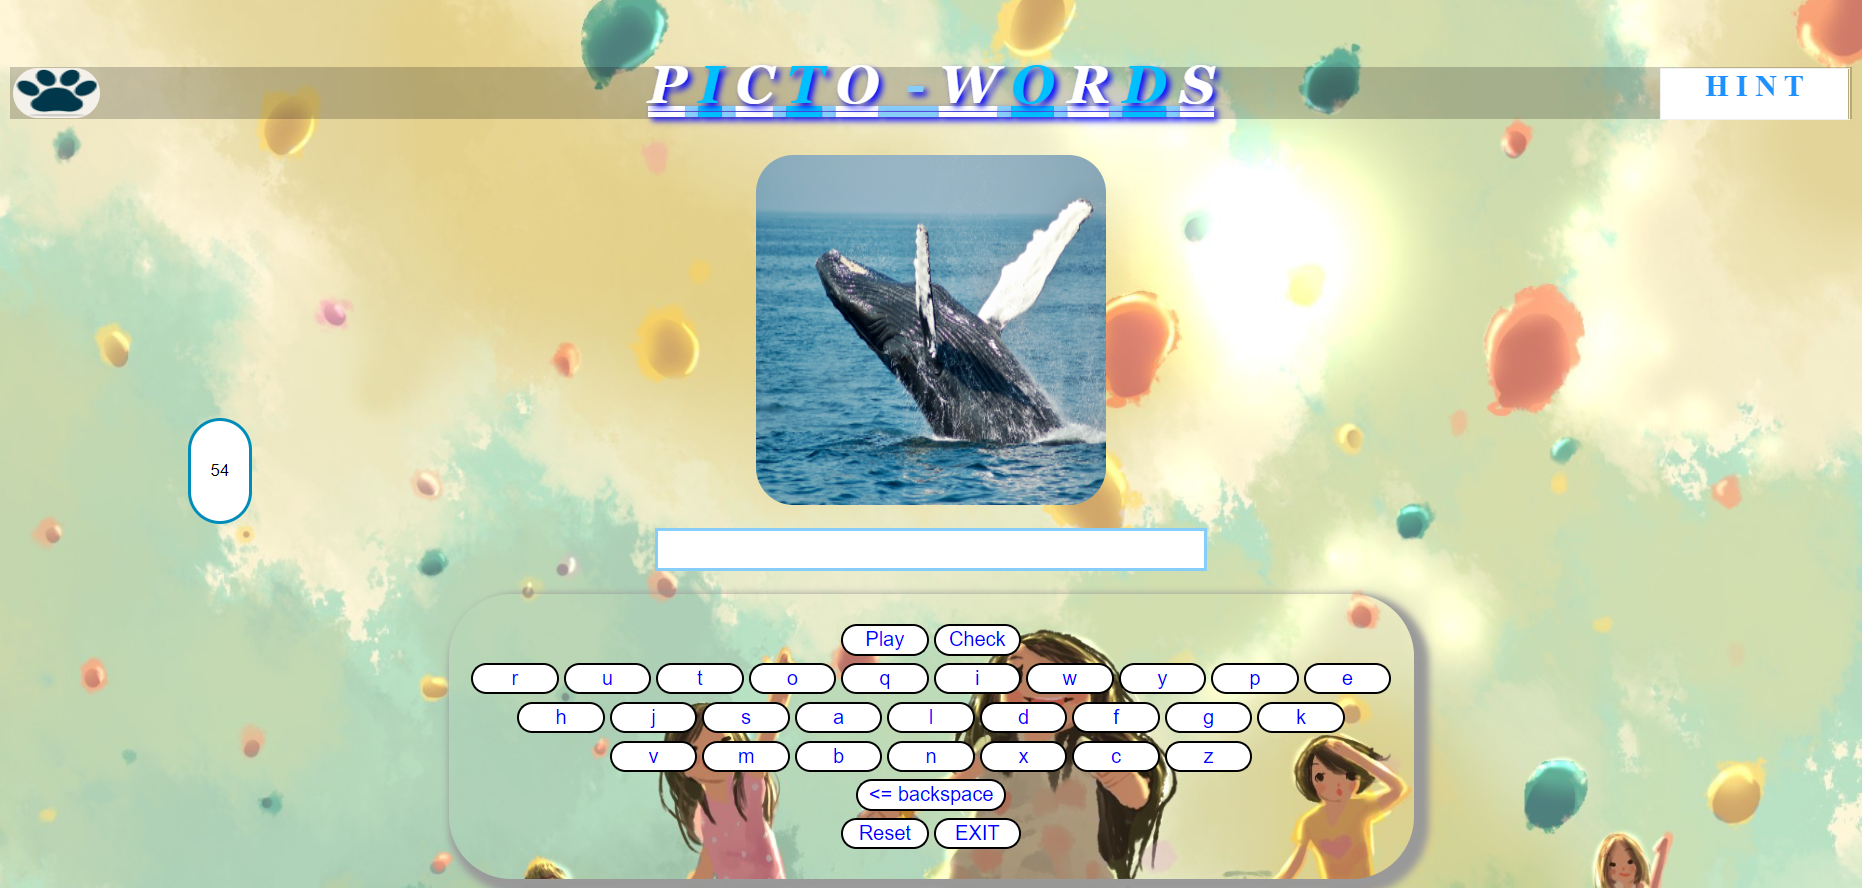 PICTO - WORDS
HINT
54
Play Check
r u t o q i w y p e
h j s a l d f g k
v m b n x c z
<= backspace
Reset EXIT